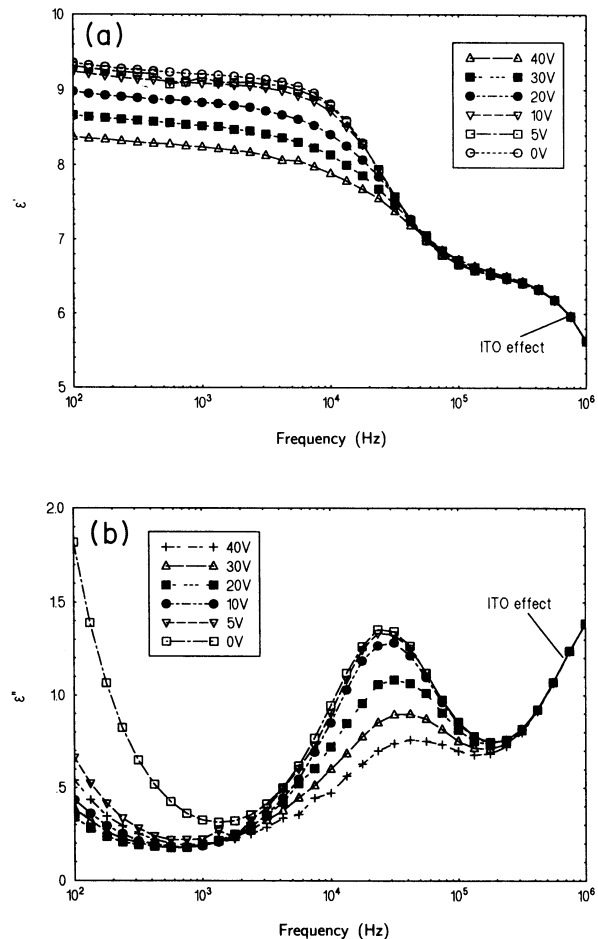 (a)
10
9
8
7
6
5
ε'
40V
30V
20V
10V
5V
0V
ITO effect
10² 10³ 10⁴ 10⁵ 10⁶
Frequency (Hz)
(b)
2.0
1.5
1.0
.5
0
ε"
40V
30V
20V
10V
5V
0V
ITO effect
10² 10³ 10⁴ 10⁵ 10⁶
Frequency (Hz)